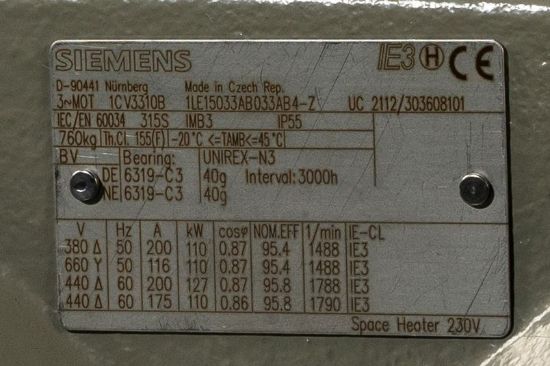 SIEMENS IE3 H CE
D-90441 Nürnberg Made in Czech Rep.
3~MOT 1CV3310B 1LE15033AB033AB4-Z UC 2112/303608101
IEC/EN 60034 315S IMB3 IP55
760kg Th.Cl. 155(F) -20°C <=TAMB<=45°C
BV Bearing: UNIREX-N3
DE 6319-C3 40g Interval: 3000h
NE 6319-C3 40g
V Hz A kW cosφ NOM.EFF 1/min IE-CL
380 Δ 50 200 110 0.87 95.4 1488 IE3
660 Y 50 116 110 0.87 95.4 1488 IE3
440 Δ 60 200 127 0.87 95.8 1788 IE3
440 Δ 60 175 110 0.86 95.8 1790 IE3
Space Heater 230V